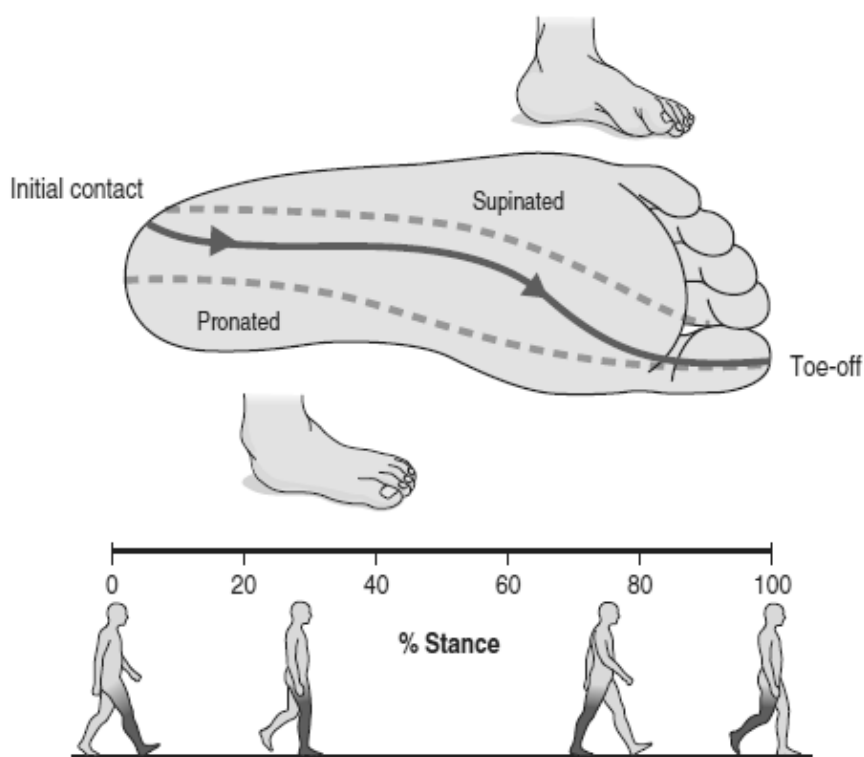 Initial contact
Supinated
Pronated
Toe-off
0 20 40 60 80 100
% Stance